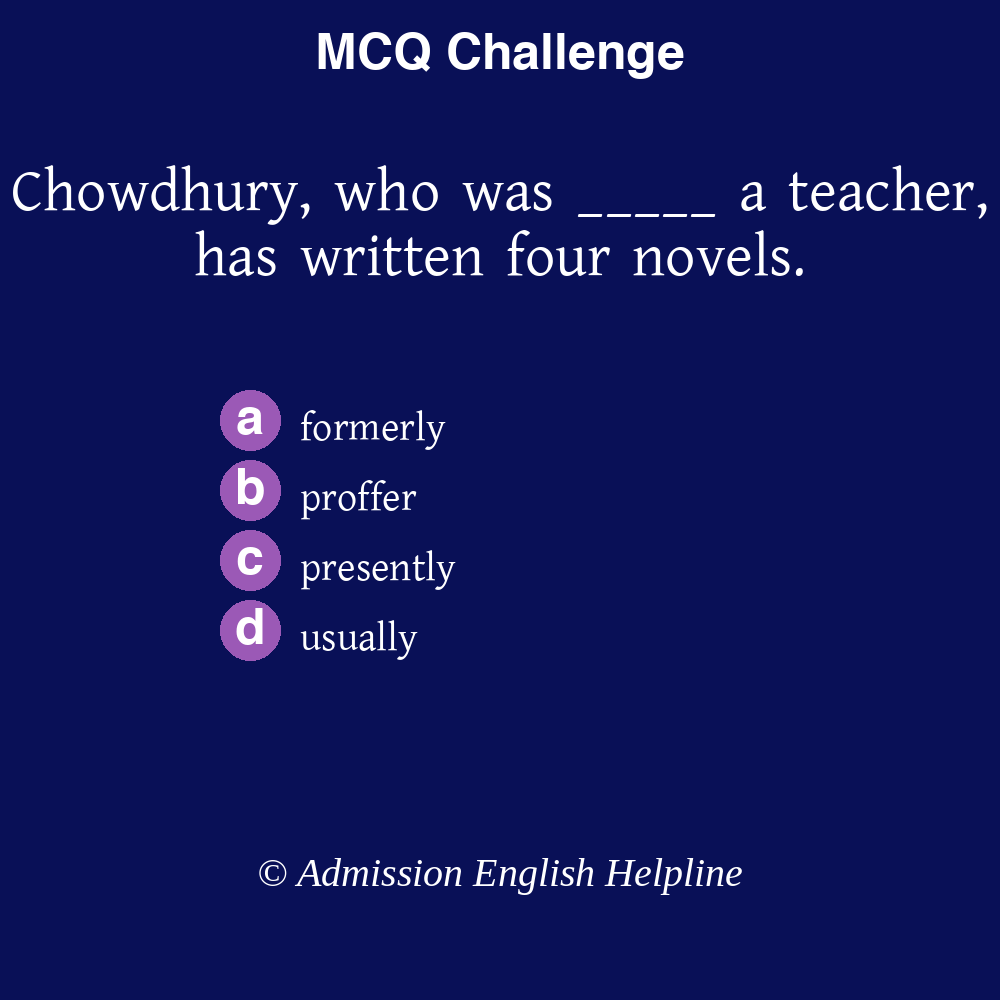 MCQ Challenge
Chowdhury, who was _____ a teacher,
has written four novels.
a formerly
b proffer
c presently
d usually
© Admission English Helpline